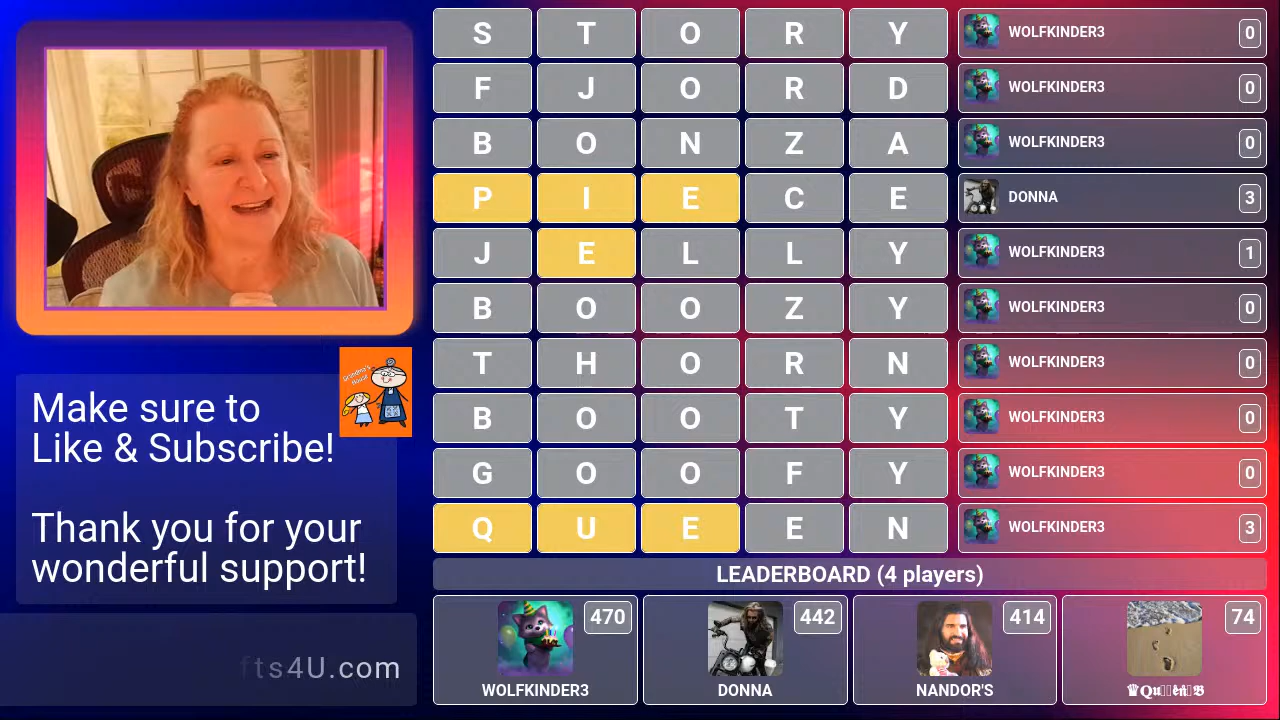 S T O R Y WOLFKINDER3 0
F J O R D WOLFKINDER3 0
B O N Z A WOLFKINDER3 0
P I E C E DONNA 3
J E L L Y WOLFKINDER3 1
B O O Z Y WOLFKINDER3 0
T H O R N WOLFKINDER3 0
B O O T Y WOLFKINDER3 0
G O O F Y WOLFKINDER3 0
Q U E E N WOLFKINDER3 3
LEADERBOARD (4 players)
470
WOLFKINDER3
442
DONNA
414
NANDOR'S
74
Grandma's
House
Make sure to
Like & Subscribe!
Thank you for your
wonderful support!
fts4U.com